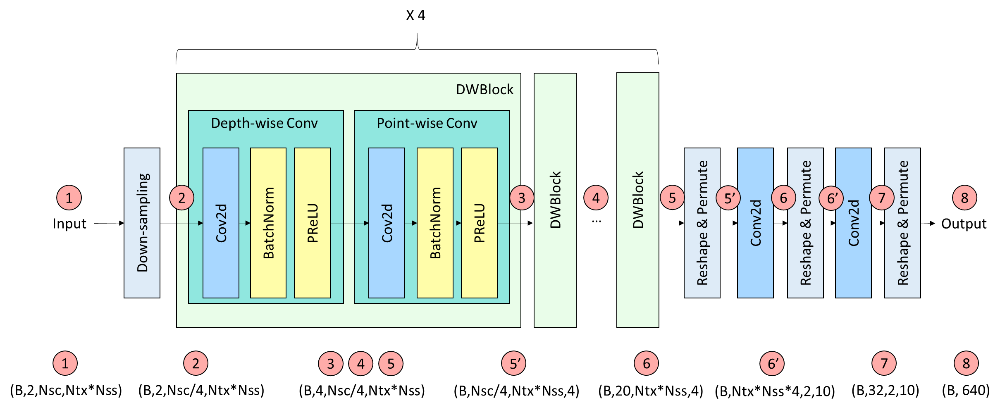 X 4
DWBlock
Depth-wise Conv
Point-wise Conv
1
Input
Down-sampling
2
Cov2d
BatchNorm
PReLU
Cov2d
BatchNorm
PReLU
3
DWBlock
4
...
DWBlock
5
Reshape & Permute
5’
Conv2d
6
Reshape & Permute
6’
Conv2d
7
Reshape & Permute
8
Output
1
2
3 4 5
5’
6
6’
7
8
(B,2,Nsc,Ntx*Nss)
(B,2,Nsc/4,Ntx*Nss)
(B,4,Nsc/4,Ntx*Nss)
(B,Nsc/4,Ntx*Nss,4)
(B,20,Ntx*Nss,4)
(B,Ntx*Nss*4,2,10)
(B,32,2,10)
(B, 640)